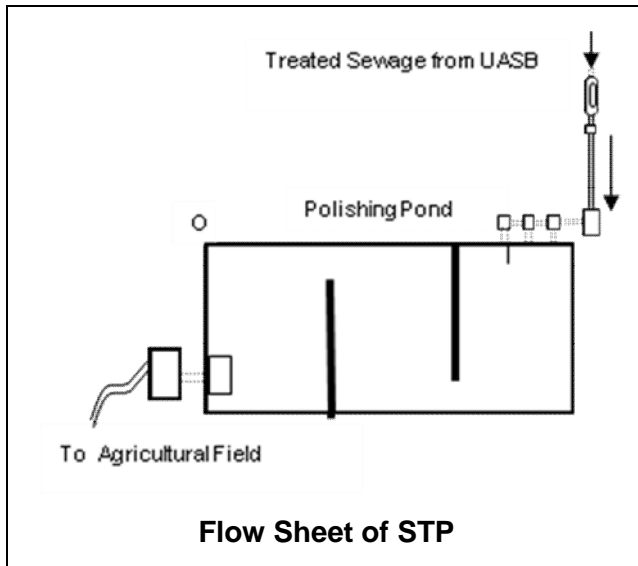 Treated Sewage from UASB
Polishing Pond
To Agricultural Field
Flow Sheet of STP